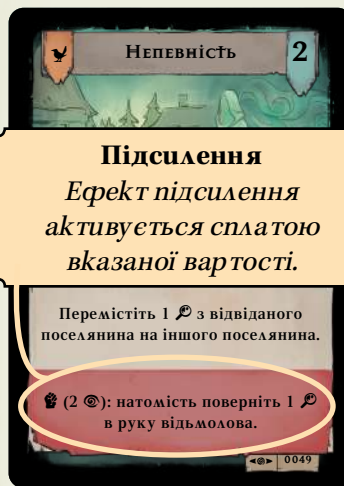 Непевність 2
Підсилення
Ефект підсилення
активується сплатою
вказаної вартості.
Перемістіть 1 з відвіданого
поселянина на іншого поселянина.
(2 ): натомість поверніть 1
в руку відьмолова.
0049